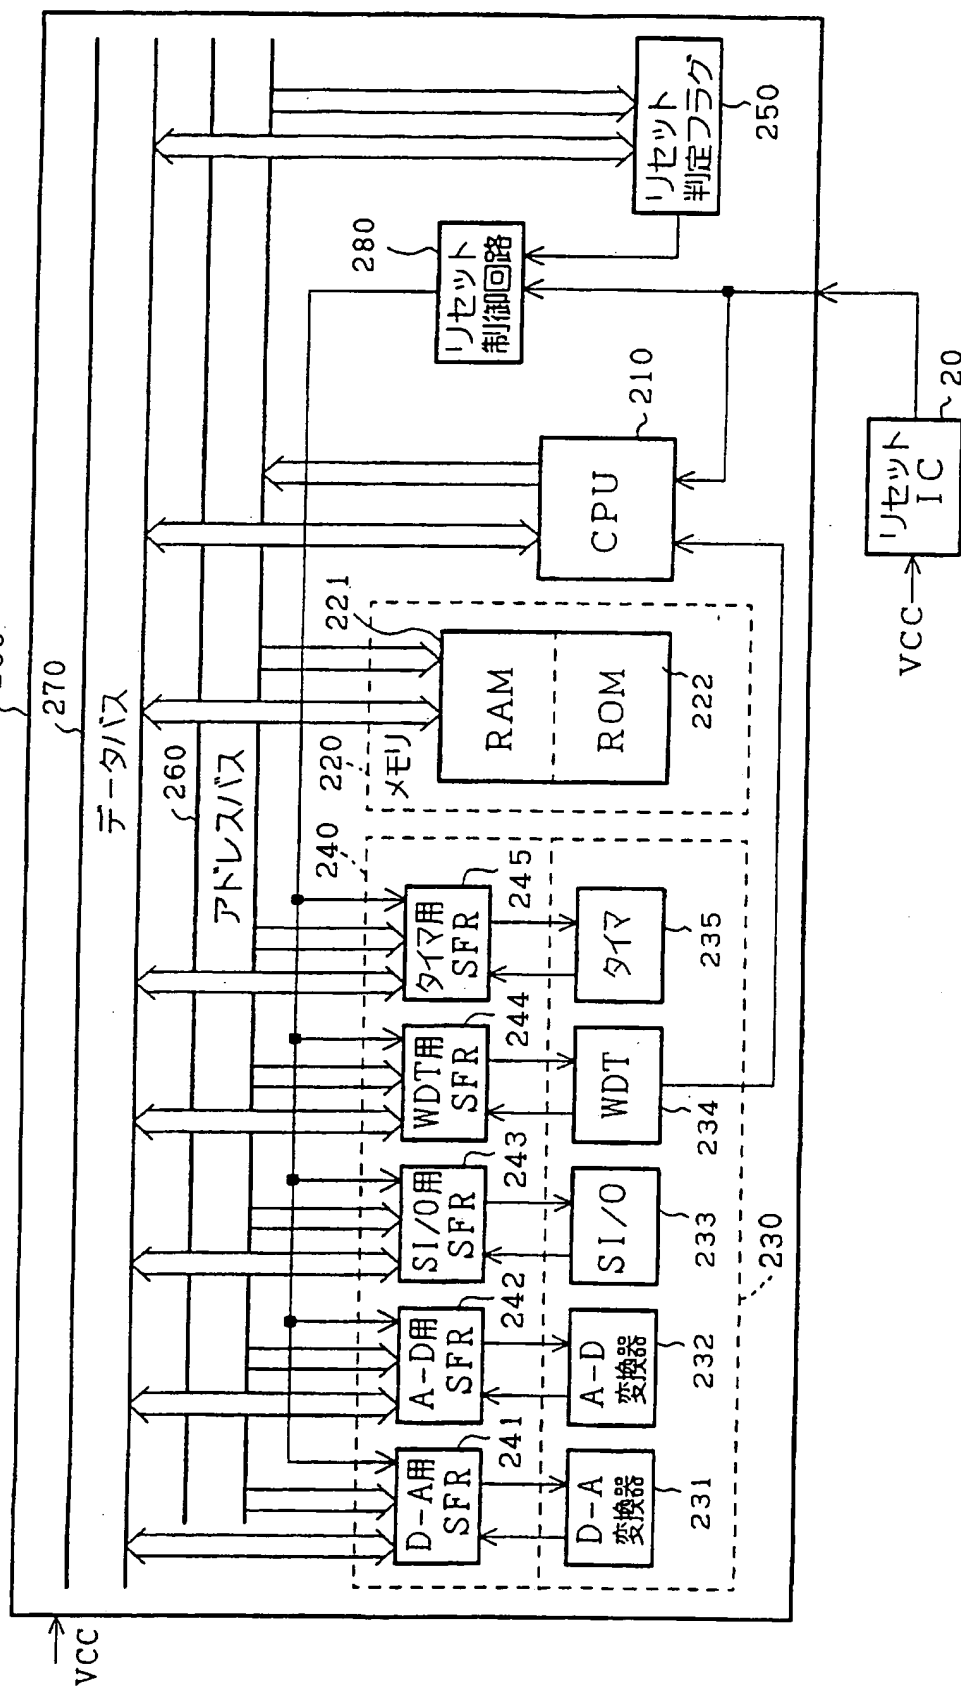 VCC
270
データバス
260
アドレスバス
240
220
メモリ
221
RAM
ROM
222
CPU
210
280
リセット
制御回路
リセット
判定フラグ
250
D-A用
SFR
241
A-D用
SFR
242
SI/O用
SFR
243
WDT用
SFR
244
タイマ用
SFR
245
D-A
変換器
231
A-D
変換器
232
SI/O
233
WDT
234
タイマ
235
230
VCC
リセット
IC
20